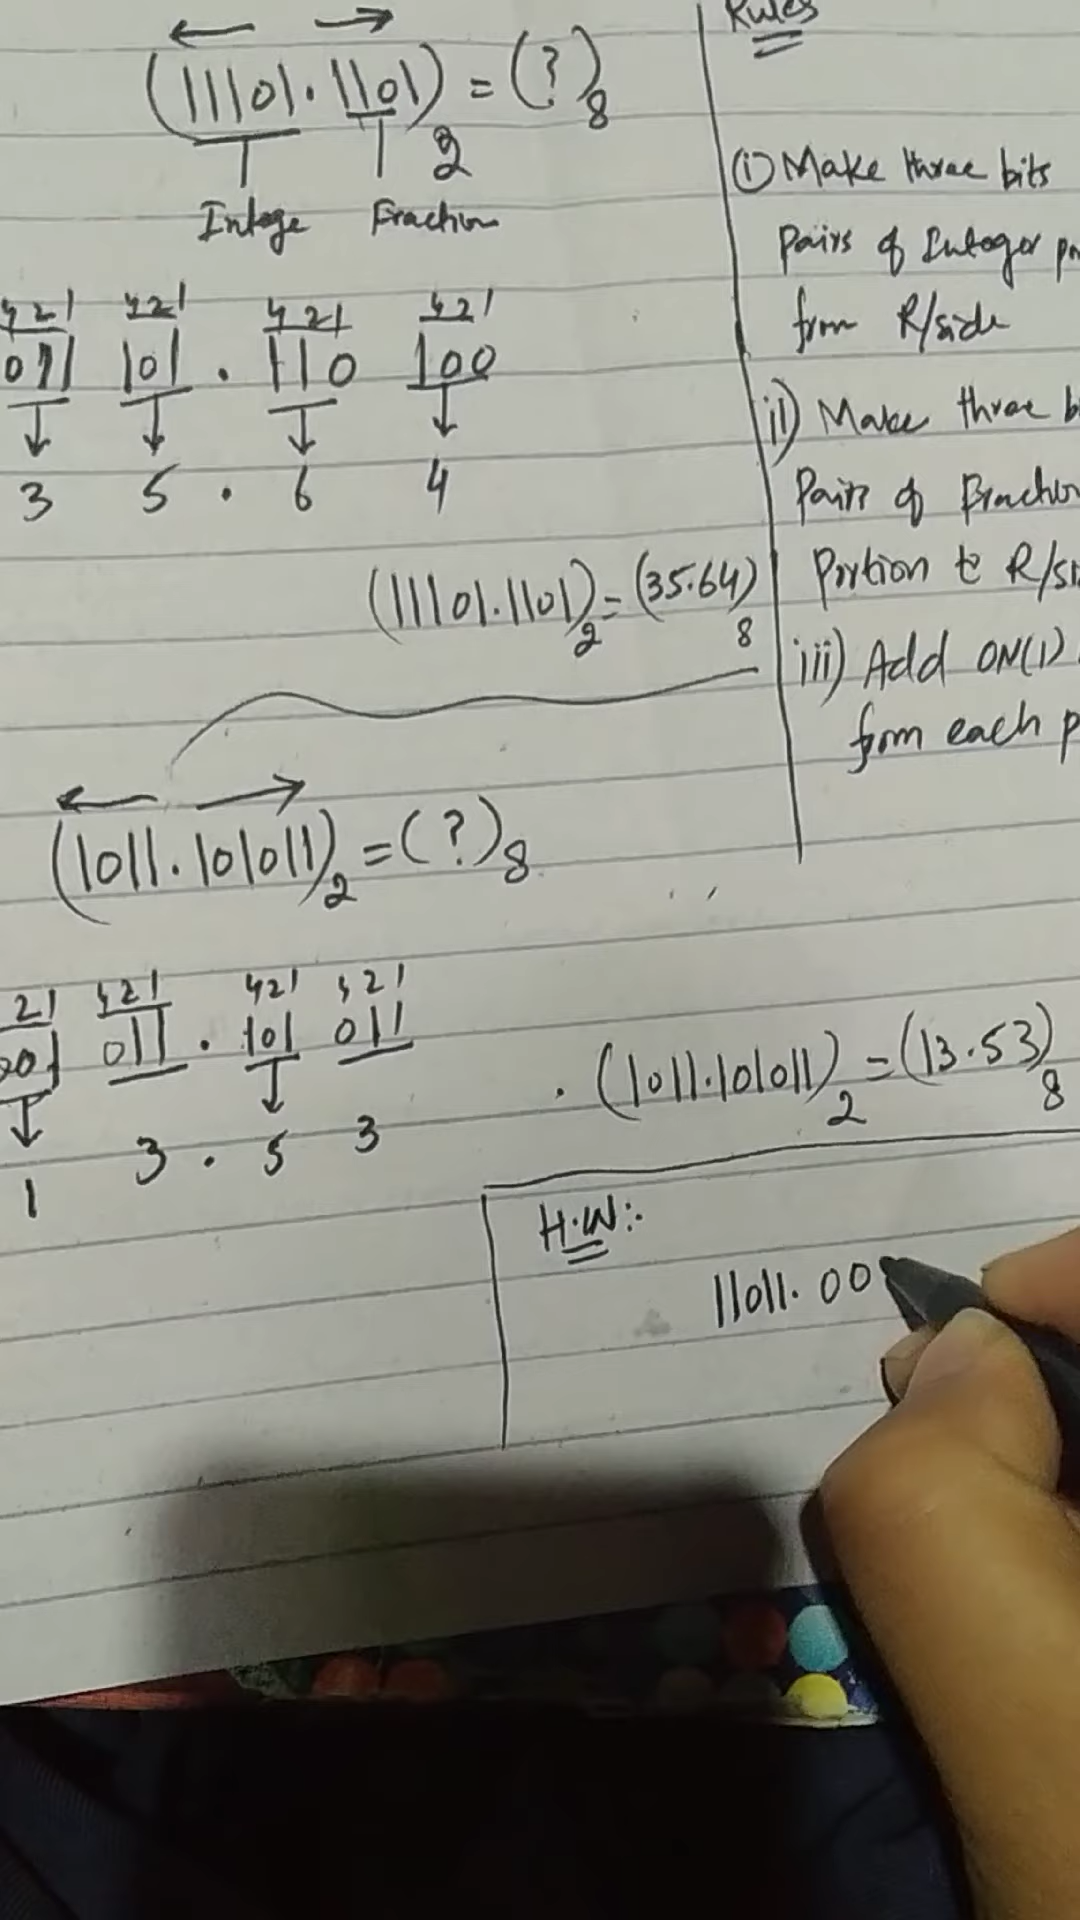 (11101.1101)2 = (?)8
Intege Fraction
421 421 421 421
011 101 . 110 100
3 5 . 6 4
(11101.1101)2 = (35.64)8
(1011.101011)2 = (?)8
21 421 421 421
001 011 . 101 011
1 3 . 5 3
. (1011.101011)2 = (13.53)8
H.W:.
11011.00
Rules
(i) Make three bits
Pairs of Integer
from R/side
ii) Make three
Pairs of
Portion to
iii) Add ON(1)
from each